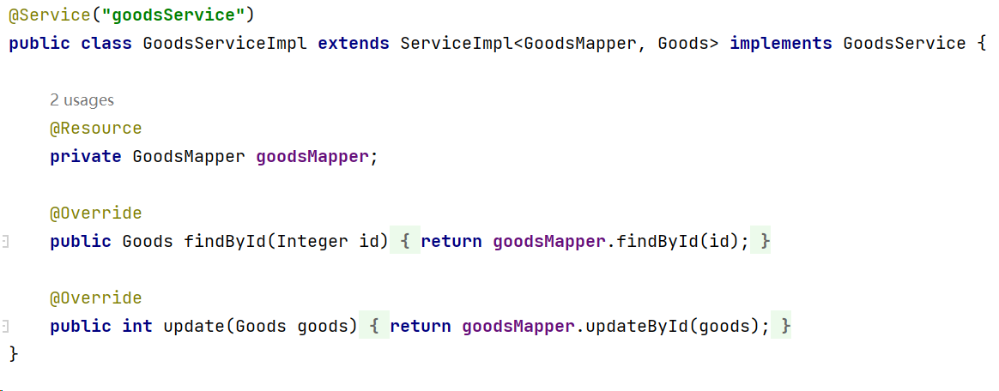 @Service("goodsService")
public class GoodsServiceImpl extends ServiceImpl<GoodsMapper, Goods> implements GoodsService {
2 usages
@Resource
private GoodsMapper goodsMapper;
@Override
public Goods findById(Integer id) { return goodsMapper.findById(id); }
@Override
public int update(Goods goods) { return goodsMapper.updateById(goods); }
}